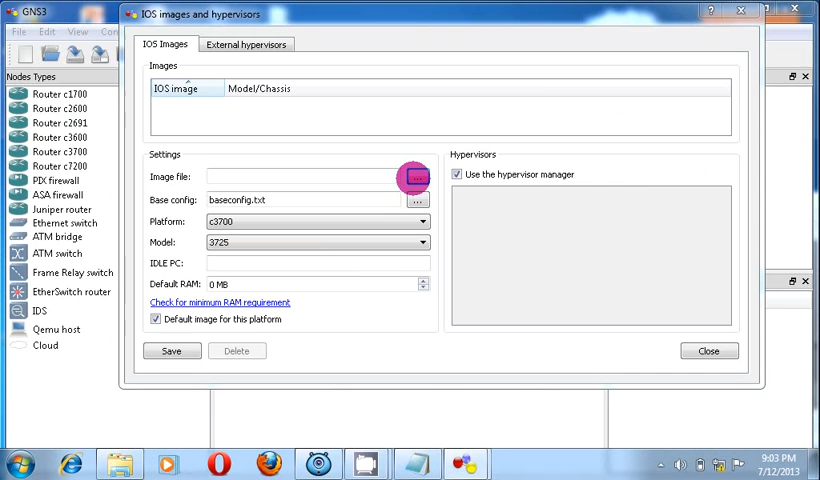 GNS3
File Edit View Con
Nodes Types
Router c1700
Router c2600
Router c2691
Router c3600
Router c3700
Router c7200
PIX firewall
ASA firewall
Juniper router
Ethernet switch
ATM bridge
ATM switch
Frame Relay switch
EtherSwitch router
IDS
Qemu host
Cloud
IOS images and hypervisors
IOS Images External hypervisors
Images
IOS image Model/Chassis
Settings
Image file: ...
Base config: baseconfig.txt ...
Platform: c3700
Model: 3725
IDLE PC:
Default RAM: 0 MB
Check for minimum RAM requirement
Default image for this platform
Save Delete
Hypervisors
Use the hypervisor manager
Close
9:03 PM
7/12/2013